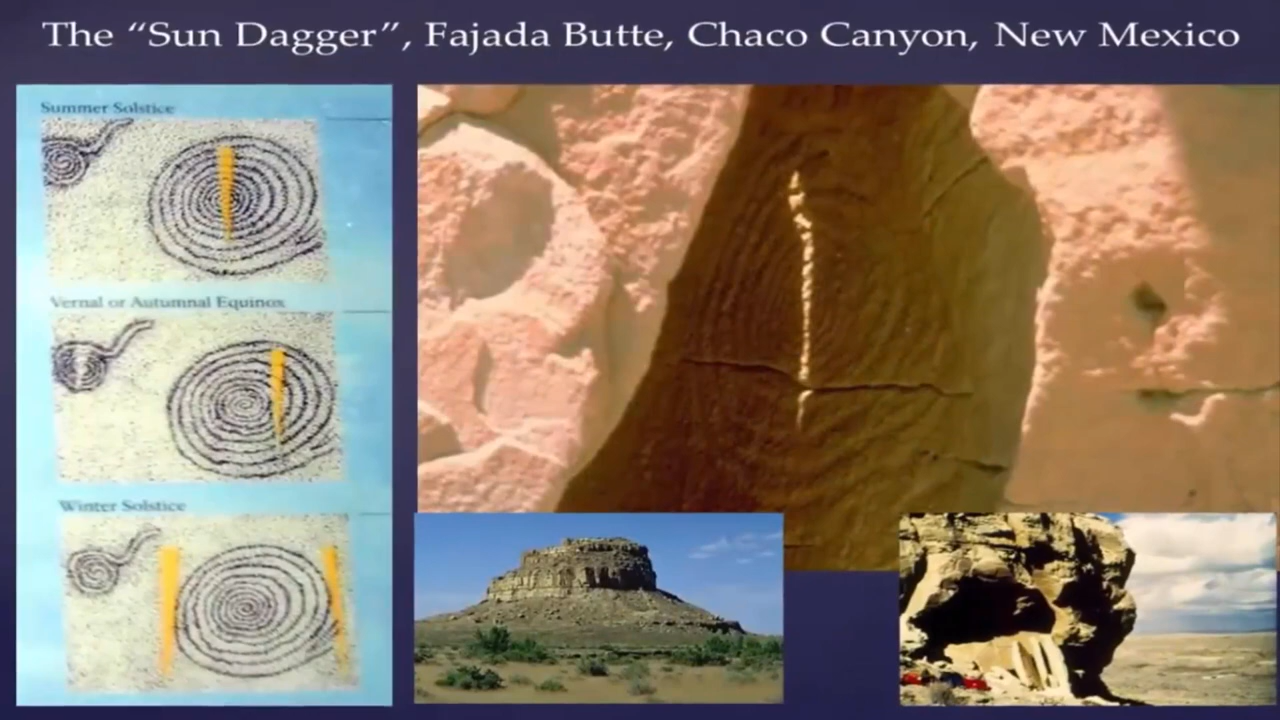 The “Sun Dagger”, Fajada Butte, Chaco Canyon, New Mexico
Summer Solstice
Vernal or Autumnal Equinox
Winter Solstice